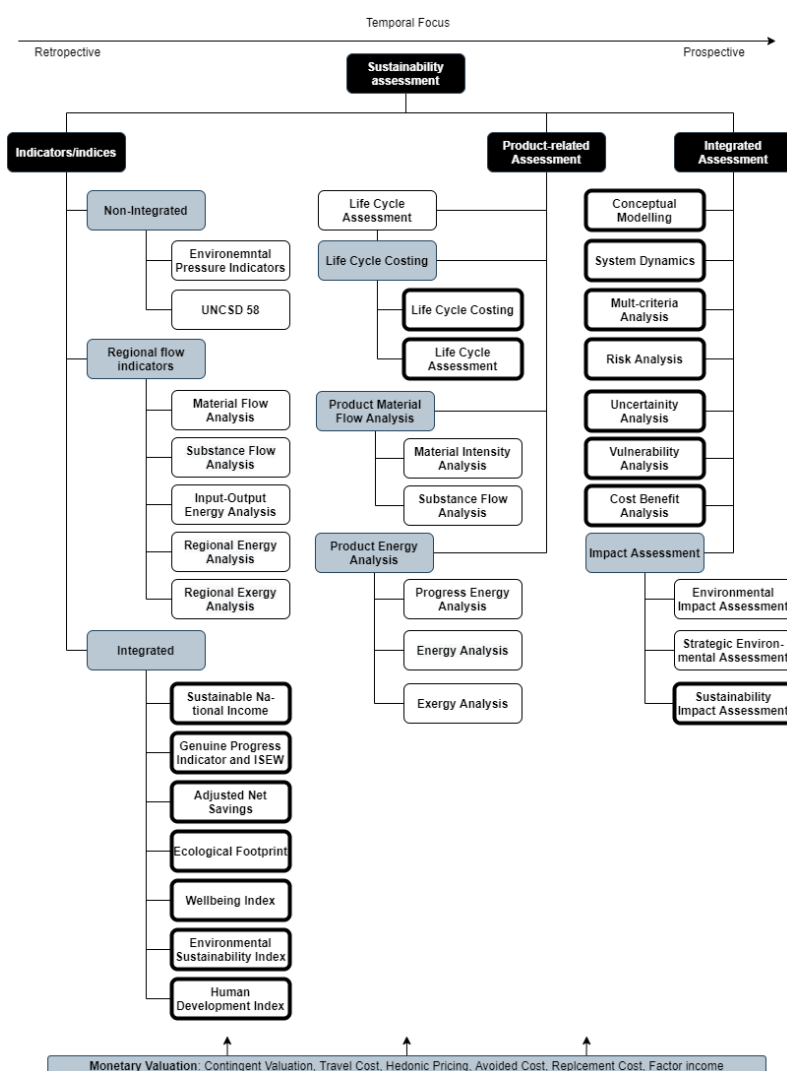 Temporal Focus
Retropective
Prospective
Sustainability
assessment
Indicators/indices
Product-related
Assessment
Integrated
Assessment
Non-Integrated
Environemntal
Pressure Indicators
UNCSD 58
Regional flow
indicators
Material Flow
Analysis
Substance Flow
Analysis
Input-Output
Energy Analysis
Regional Energy
Analysis
Regional Exergy
Analysis
Integrated
Sustainable Na-
tional Income
Genuine Progress
Indicator and ISEW
Adjusted Net
Savings
Ecological Footprint
Wellbeing Index
Environmental
Sustainability Index
Human
Development Index
Life Cycle
Assessment
Life Cycle Costing
Life Cycle Costing
Life Cycle
Assessment
Product Material
Flow Analysis
Material Intensity
Analysis
Substance Flow
Analysis
Product Energy
Analysis
Progress Energy
Analysis
Energy Analysis
Exergy Analysis
Conceptual
Modelling
System Dynamics
Mult-criteria
Analysis
Risk Analysis
Uncertainity
Analysis
Vulnerability
Analysis
Cost Benefit
Analysis
Impact Assessment
Environmental
Impact Assessment
Strategic Environ-
mental Assessment
Sustainability
Impact Assessment
Monetary Valuation: Contingent Valuation, Travel Cost, Hedonic Pricing, Avoided Cost, Replcement Cost, Factor income